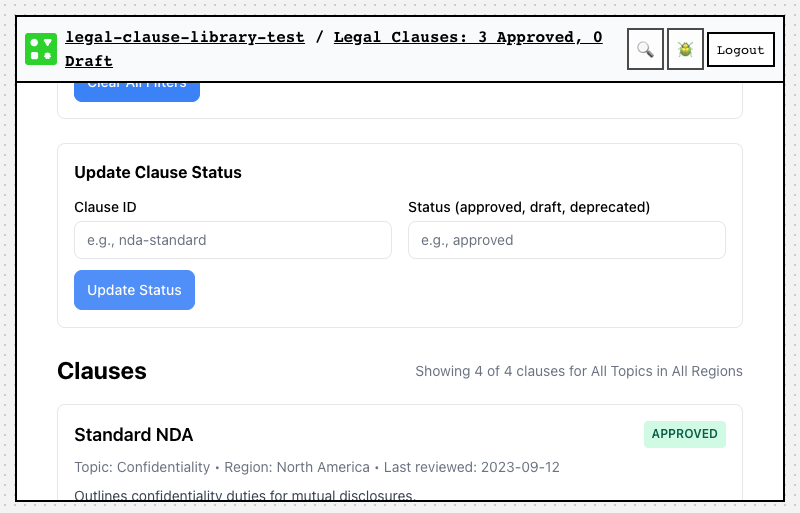 legal-clause-library-test / Legal Clauses: 3 Approved, 0
Draft
Logout
Clear All Filters
Update Clause Status
Clause ID
Status (approved, draft, deprecated)
e.g., nda-standard
e.g., approved
Update Status
Clauses
Showing 4 of 4 clauses for All Topics in All Regions
Standard NDA
APPROVED
Topic: Confidentiality • Region: North America • Last reviewed: 2023-09-12
Outlines confidentiality duties for mutual disclosures.